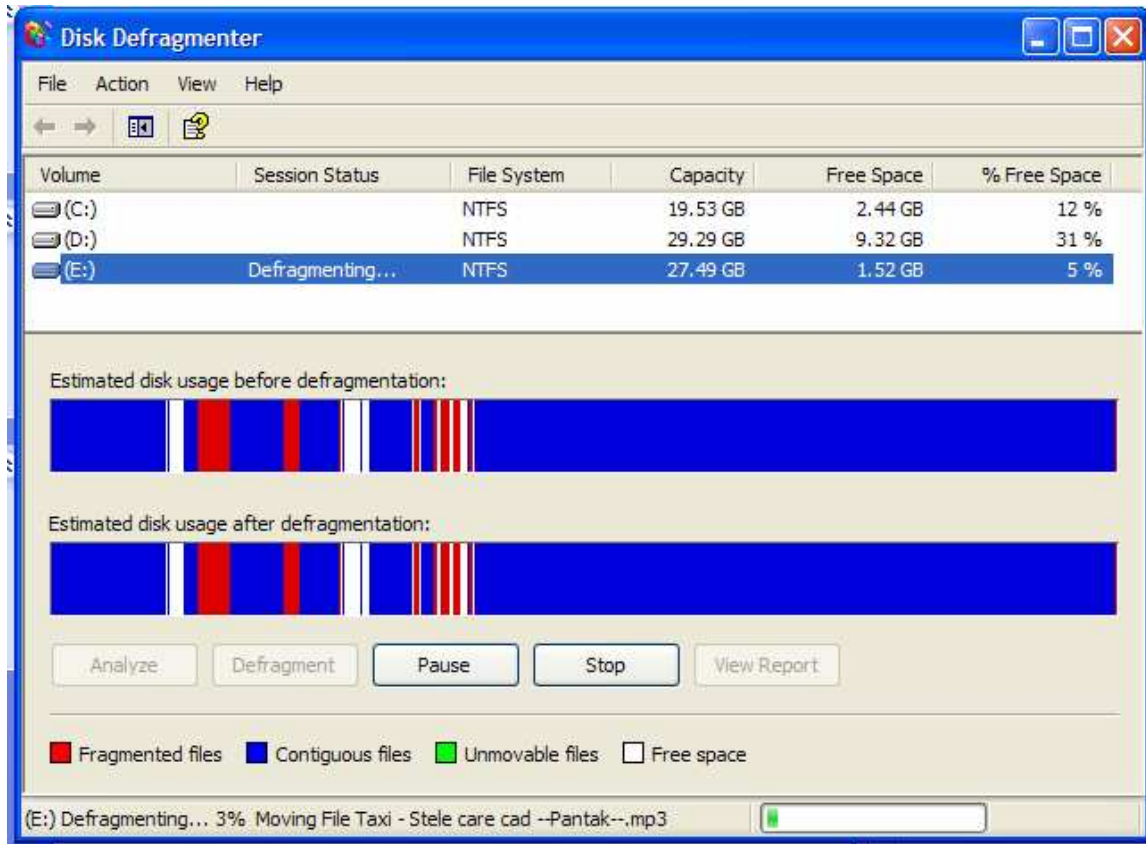 Disk Defragmenter
File Action View Help
Volume Session Status File System Capacity Free Space % Free Space
(C:) NTFS 19.53 GB 2.44 GB 12 %
(D:) NTFS 29.29 GB 9.32 GB 31 %
(E:) Defragmenting... NTFS 27.49 GB 1.52 GB 5 %
Estimated disk usage before defragmentation:
Estimated disk usage after defragmentation:
Analyze Defragment Pause Stop View Report
Fragmented files Contiguous files Unmovable files Free space
(E:) Defragmenting... 3% Moving File Taxi - Stele care cad --Pantak--.mp3